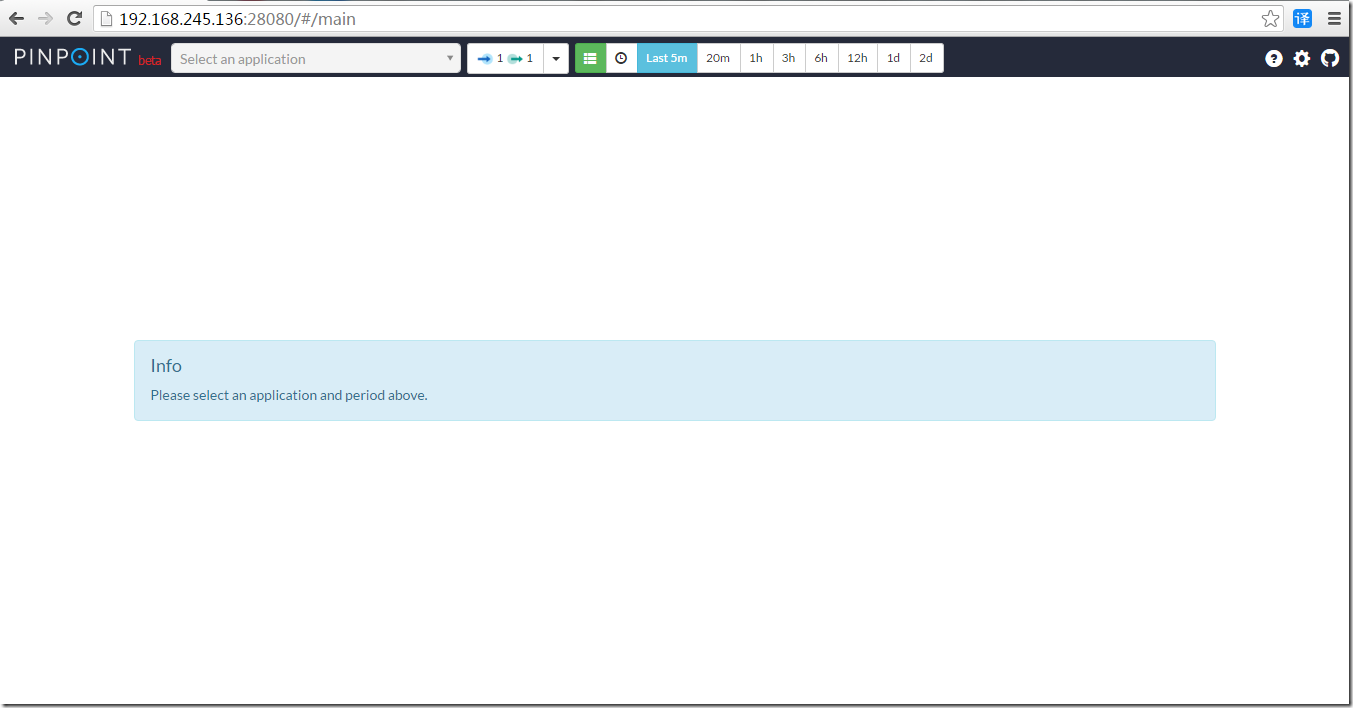 192.168.245.136:28080/#/main
译
PINPOINT beta Select an application 1 1 Last 5m 20m 1h 3h 6h 12h 1d 2d ?
Info
Please select an application and period above.